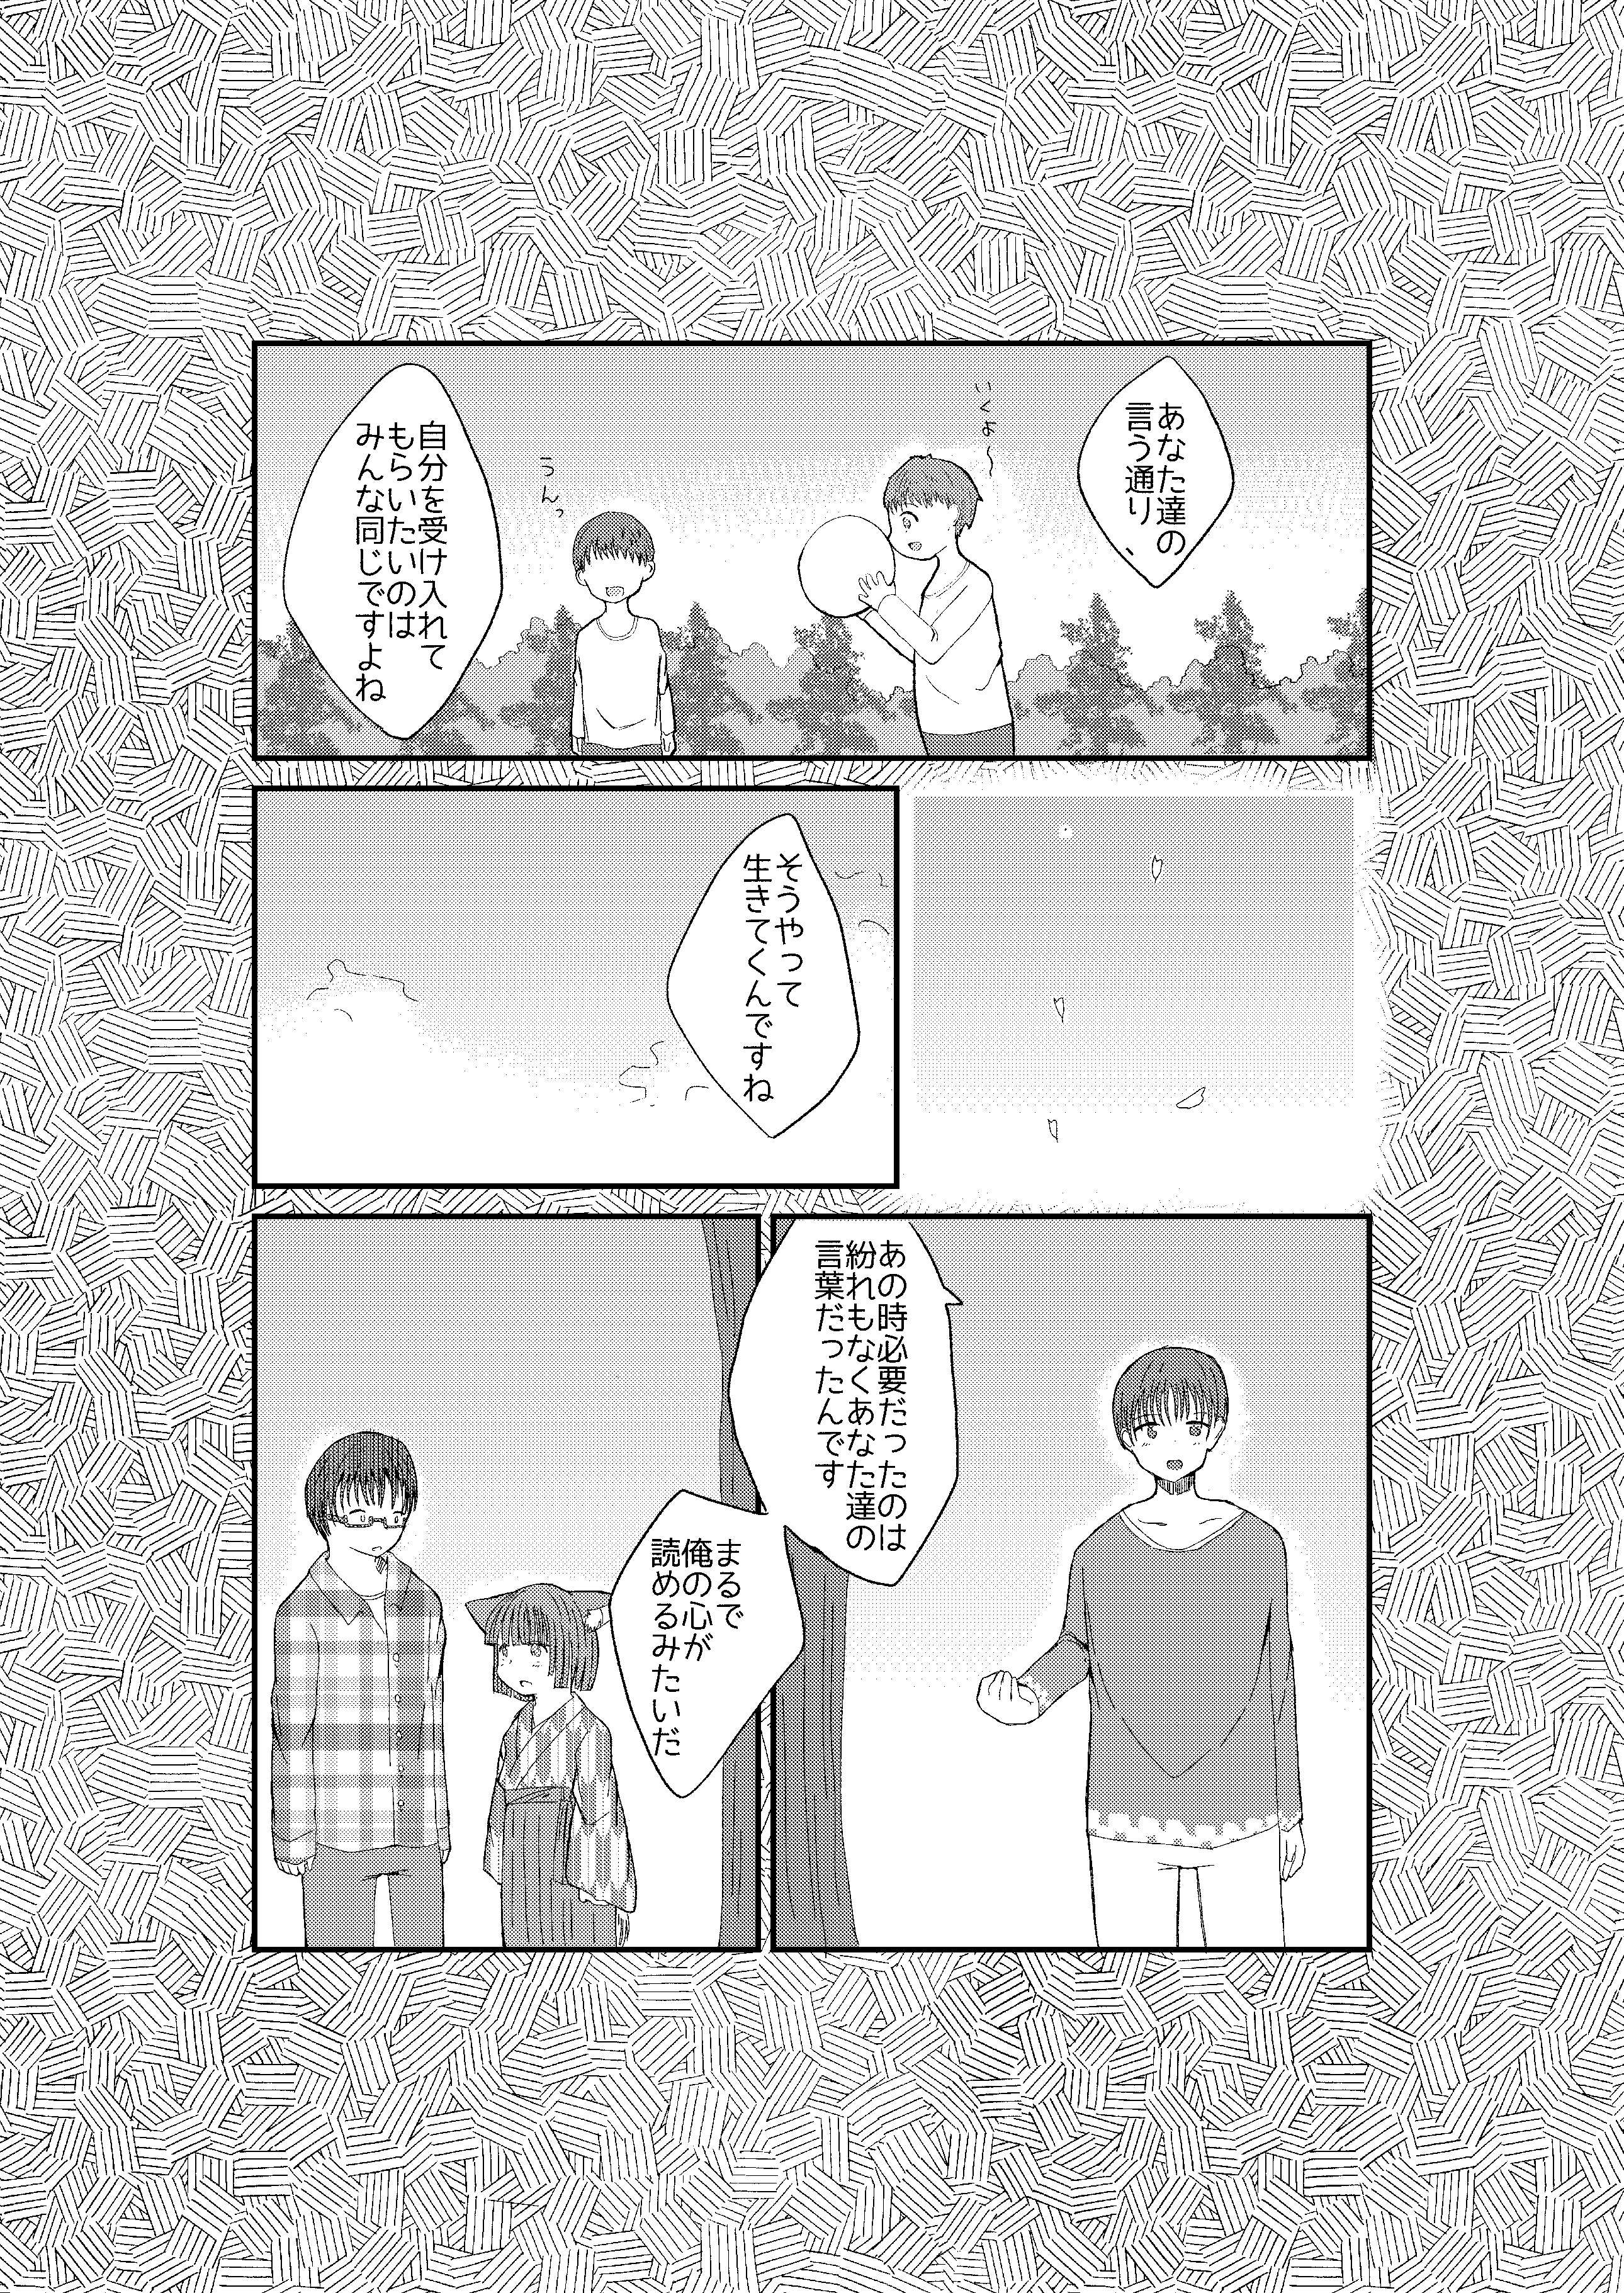 あなた達の
言う通り、
いくよ〜
うんっ
自分を受け入れて
もらいたいのは
みんな同じですよね
そうやって
生きてくんですね
あの時必要だったのは
紛れもなくあなた達の
言葉だったんです
まるで
俺の心が
読めるみたいだ